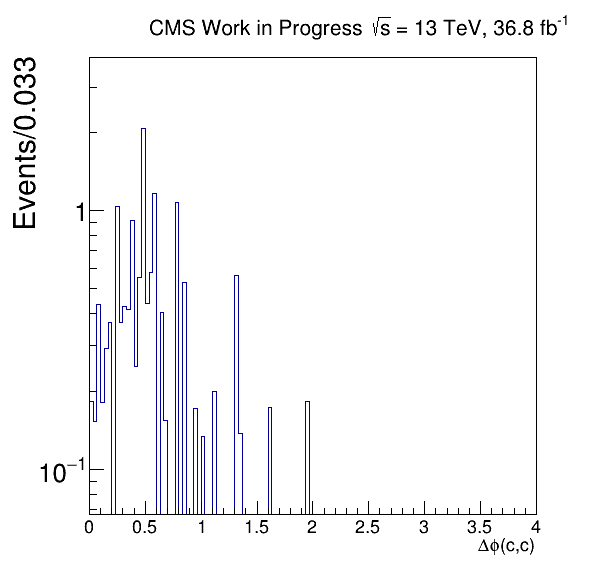 CMS Work in Progress √s = 13 TeV, 36.8 fb⁻¹
Events/0.033
1
10⁻¹
0 0.5 1 1.5 2 2.5 3 3.5 4
Δϕ(c,c)